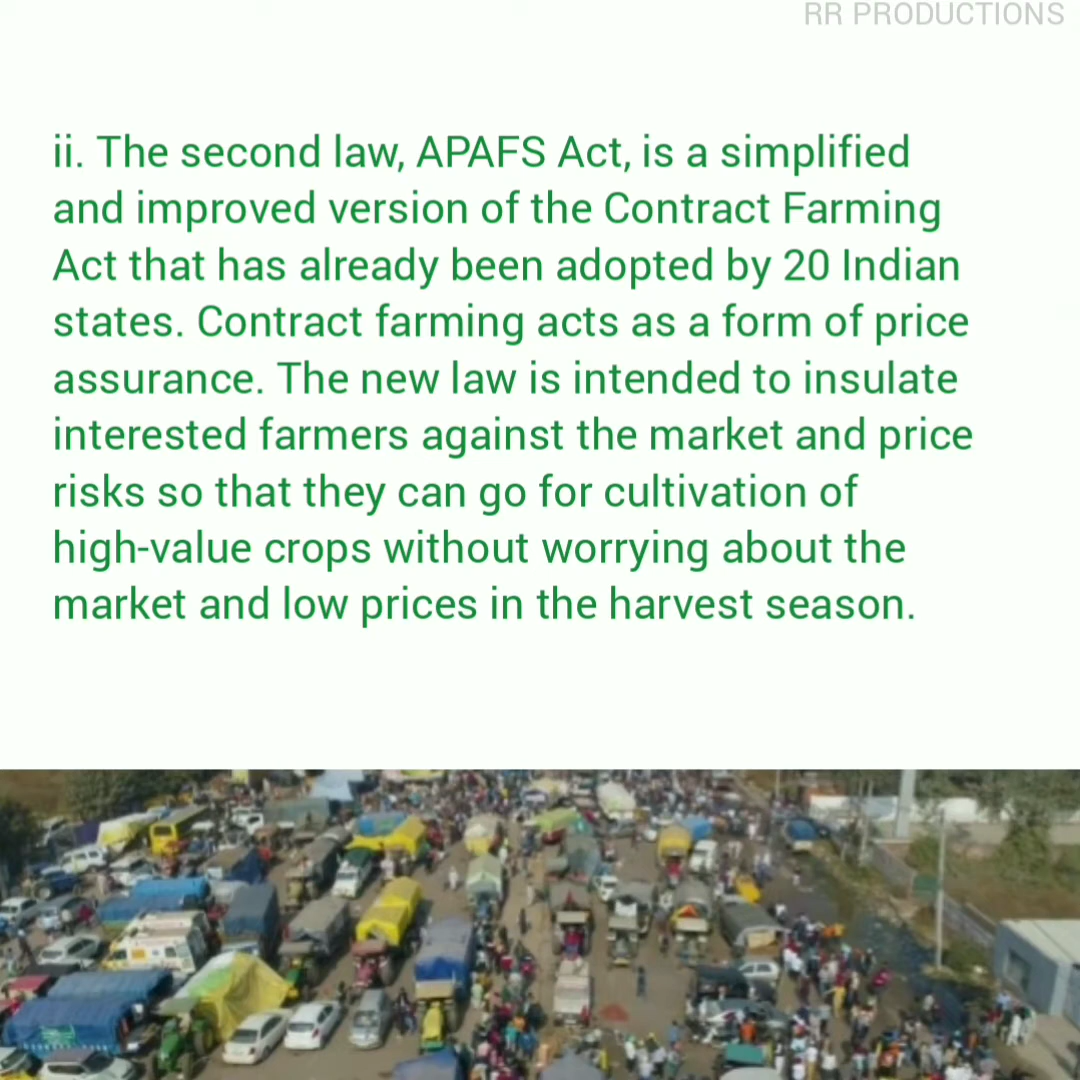 RR PRODUCTIONS
ii. The second law, APAFS Act, is a simplified
and improved version of the Contract Farming
Act that has already been adopted by 20 Indian
states. Contract farming acts as a form of price
assurance. The new law is intended to insulate
interested farmers against the market and price
risks so that they can go for cultivation of
high-value crops without worrying about the
market and low prices in the harvest season.